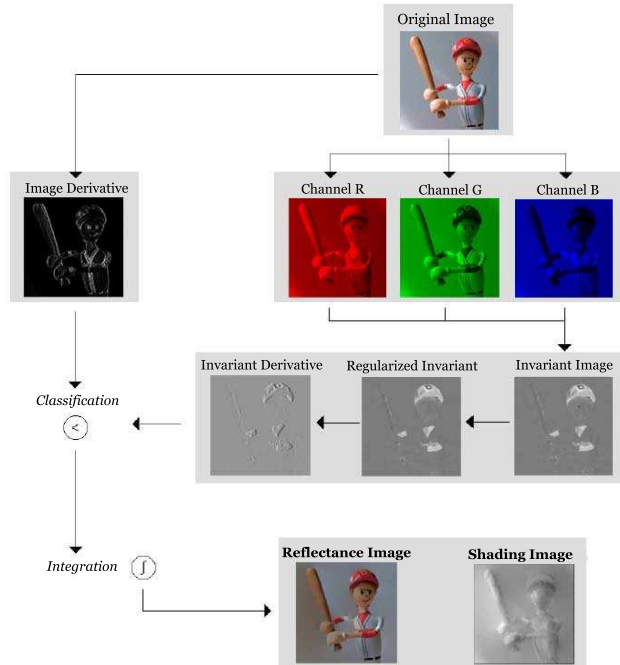 Original Image
Image Derivative
Channel R
Channel G
Channel B
Invariant Derivative
Regularized Invariant
Invariant Image
Classification
<
Integration
∫
Reflectance Image
Shading Image